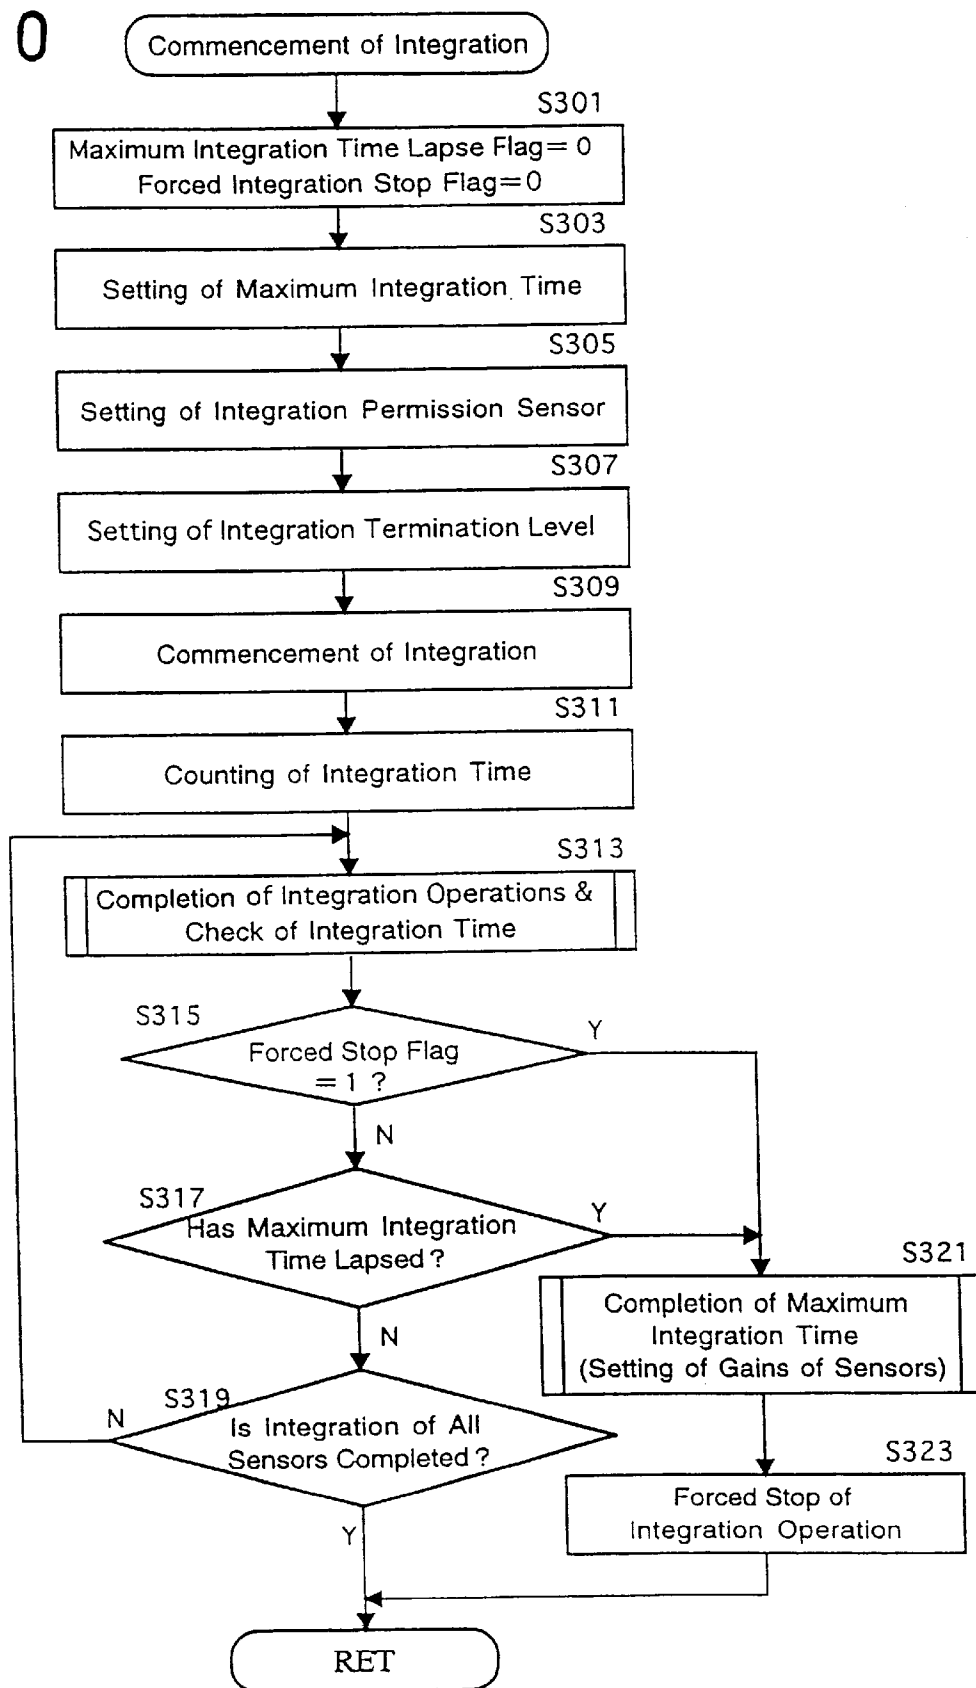 0
Commencement of Integration
S301
Maximum Integration Time Lapse Flag=0
Forced Integration Stop Flag=0
S303
Setting of Maximum Integration Time
S305
Setting of Integration Permission Sensor
S307
Setting of Integration Termination Level
S309
Commencement of Integration
S311
Counting of Integration Time
S313
Completion of Integration Operations &
Check of Integration Time
S315
Forced Stop Flag
=1 ?
Y
N
S317
Has Maximum Integration
Time Lapsed?
Y
N
S319
Is Integration of All
Sensors Completed?
N
Y
S321
Completion of Maximum
Integration Time
(Setting of Gains of Sensors)
S323
Forced Stop of
Integration Operation
RET